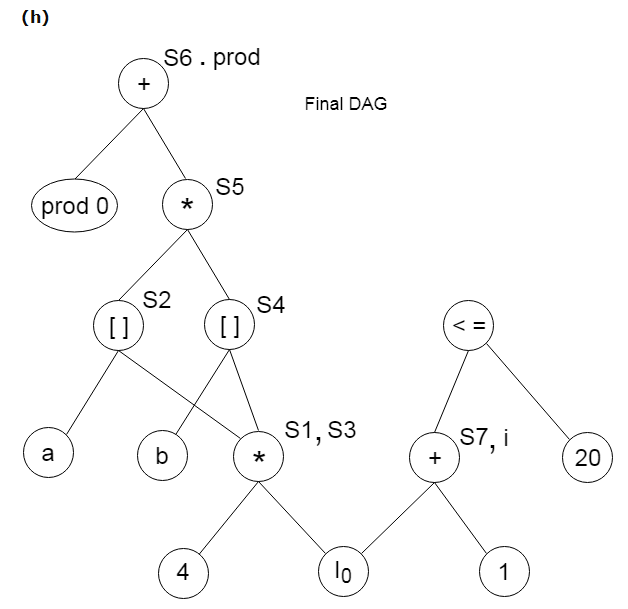 (h)
S6 . prod
+
Final DAG
S5
prod 0
*
S2
S4
[ ]
[ ]
< =
S1, S3
S7, i
a
b
*
+
20
4
I₀
1